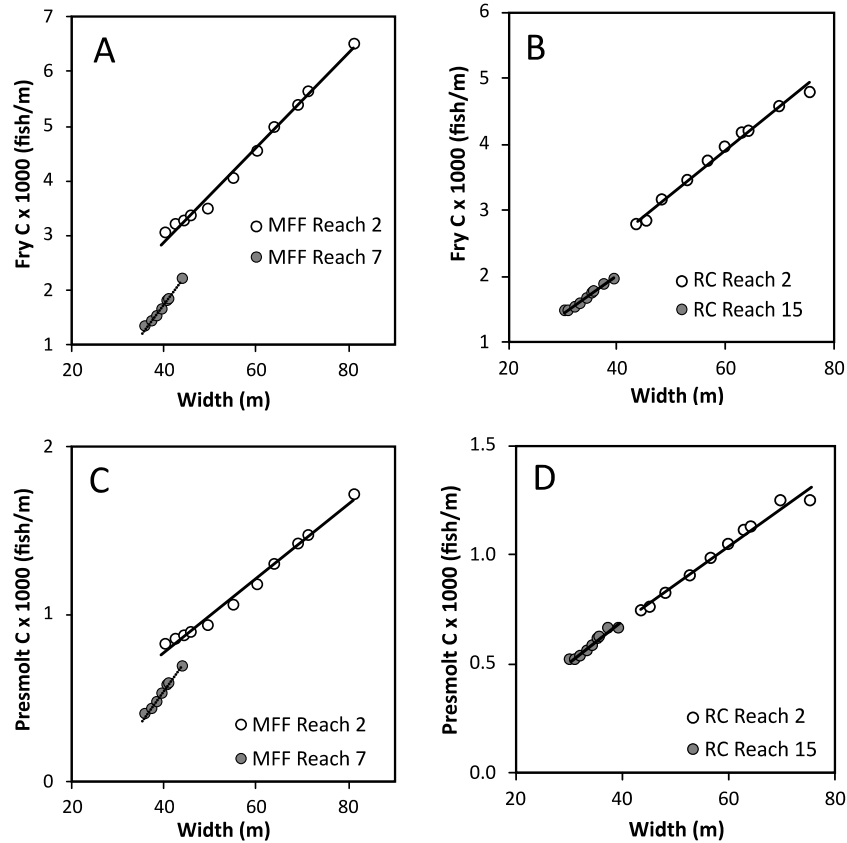 A
Fry C x 1000 (fish/m)
7
6
5
4
3
2
1
20
40
60
80
Width (m)
MFF Reach 2
MFF Reach 7
B
Fry C x 1000 (fish/m)
6
5
4
3
2
1
20
40
60
80
Width (m)
RC Reach 2
RC Reach 15
C
Presmolt C x 1000 (fish/m)
2
1
0
20
40
60
80
Width (m)
MFF Reach 2
MFF Reach 7
D
Presmolt C x 1000 (fish/m)
1.5
1.0
0.5
0.0
20
40
60
80
Width (m)
RC Reach 2
RC Reach 15